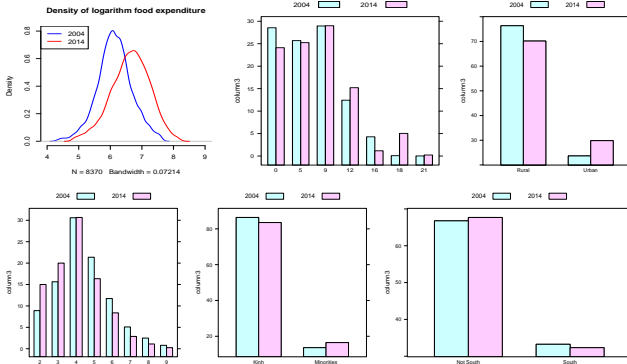 Density of logarithm food expenditure
2004
2014
Density
0.0
0.2
0.4
0.6
0.8
4 5 6 7 8 9
N = 8370 Bandwidth = 0.07214
2004 2014
column3
0
5
10
15
20
25
30
0 5 9 12 16 18 21
2004 2014
column3
30
40
50
60
70
Rural Urban
2004 2014
column3
0
5
10
15
20
25
30
2 3 4 5 6 7 8 9
2004 2014
column3
20
40
60
80
Kinh Minorities
2004 2014
column3
30
40
50
60
70
Not South South